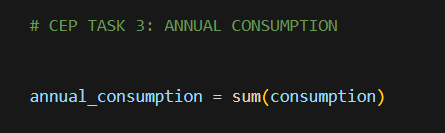 # CEP TASK 3: ANNUAL CONSUMPTION
annual_consumption = sum(consumption)